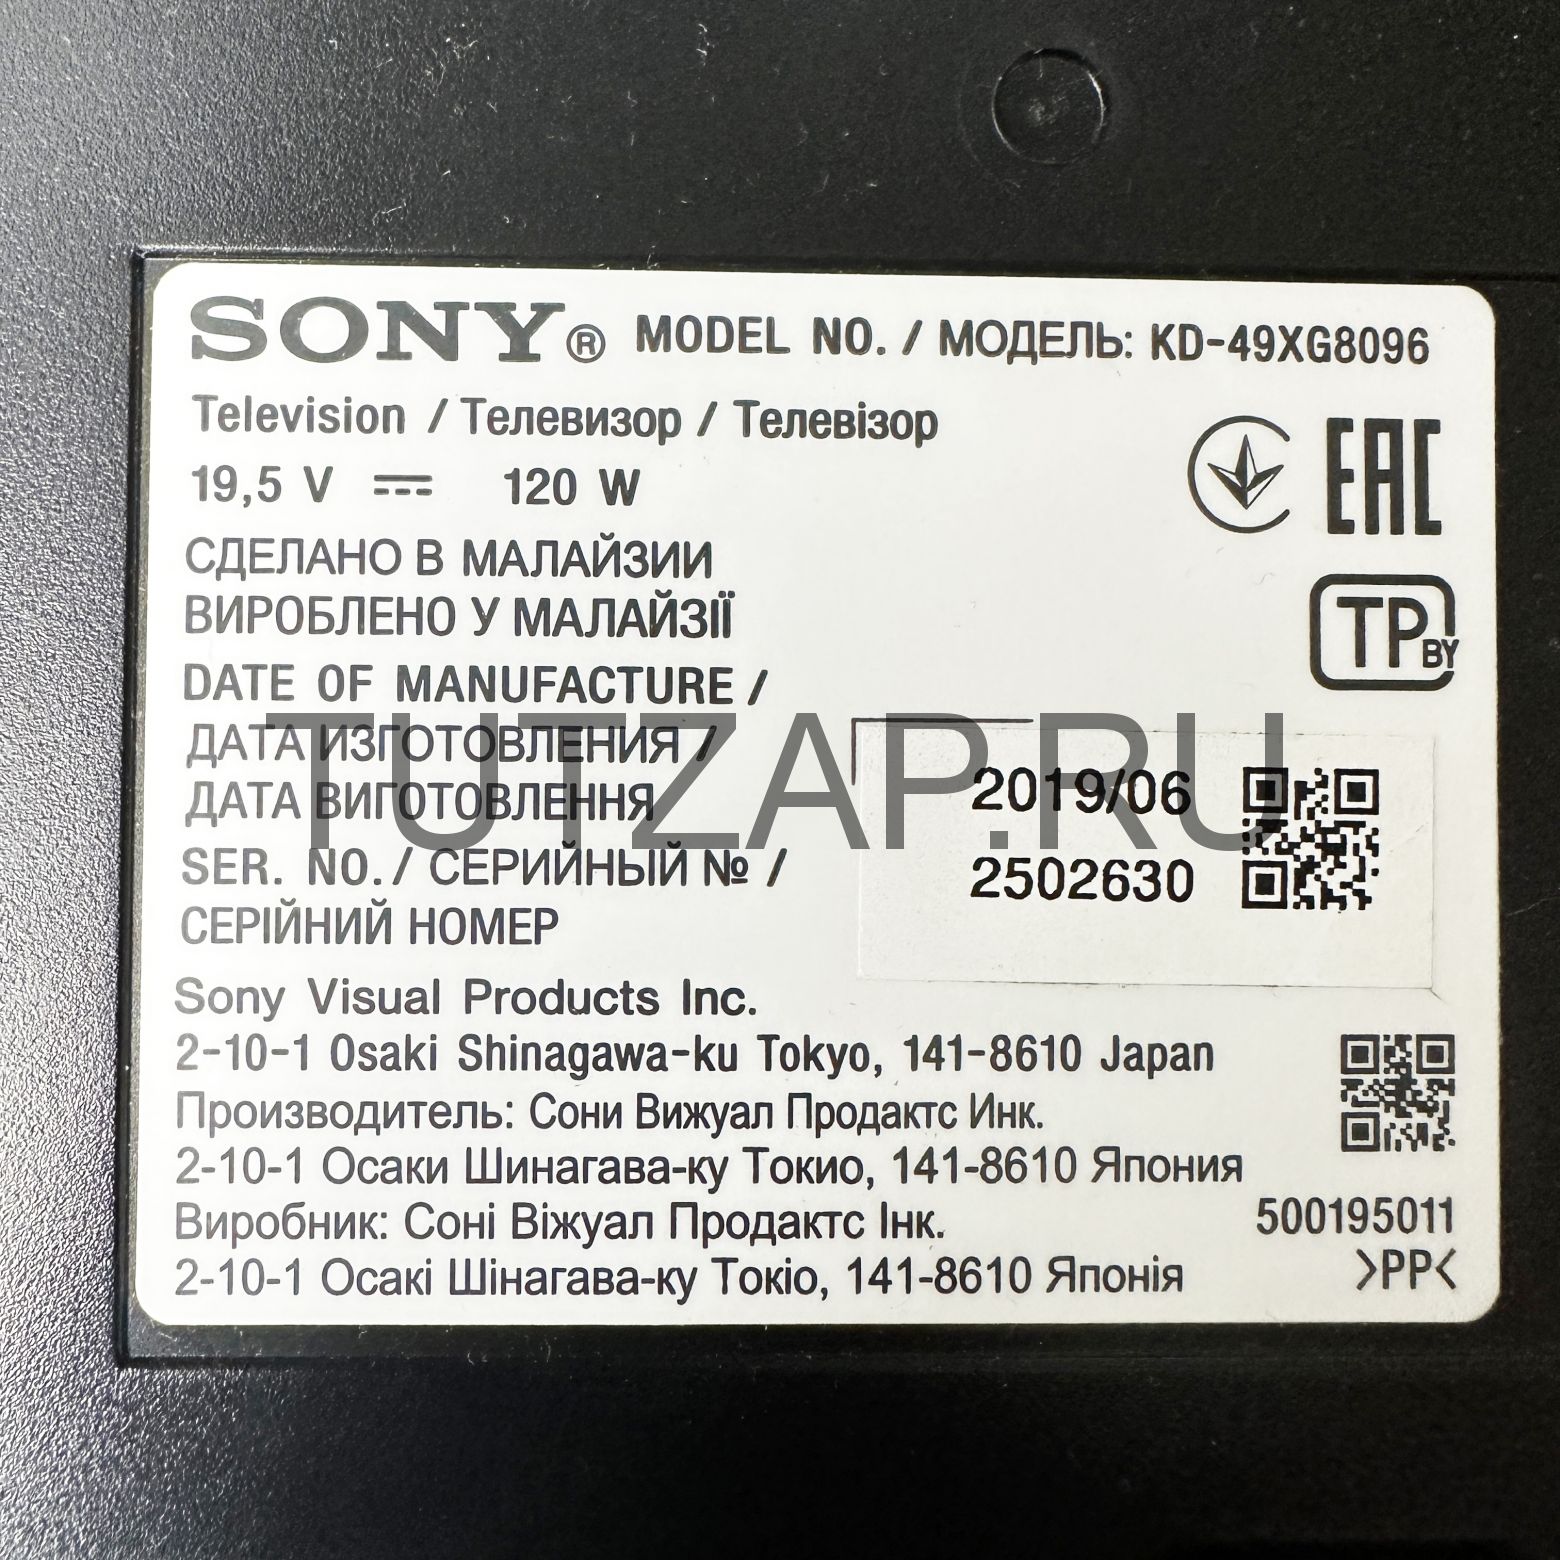 SONY® MODEL NO. / МОДЕЛЬ: KD-49XG8096
Television / Телевизор / Телевізор
19,5 V ⎓ 120 W
EAC
СДЕЛАНО В МАЛАЙЗИИ
ВИРОБЛЕНО У МАЛАЙЗІЇ
TP BY
DATE OF MANUFACTURE /
ДАТА ИЗГОТОВЛЕНИЯ /
ДАТА ВИГОТОВЛЕННЯ
2019/06
TUTZAP.RU
SER. NO. / СЕРИЙНЫЙ № /
СЕРІЙНИЙ НОМЕР
2502630
Sony Visual Products Inc.
2-10-1 Osaki Shinagawa-ku Tokyo, 141-8610 Japan
Производитель: Сони Вижуал Продактс Инк.
2-10-1 Осаки Шинагава-ку Токио, 141-8610 Япония
Виробник: Соні Віжуал Продактс Інк.
2-10-1 Осакі Шінагава-ку Токіо, 141-8610 Японія
500195011
>PP<